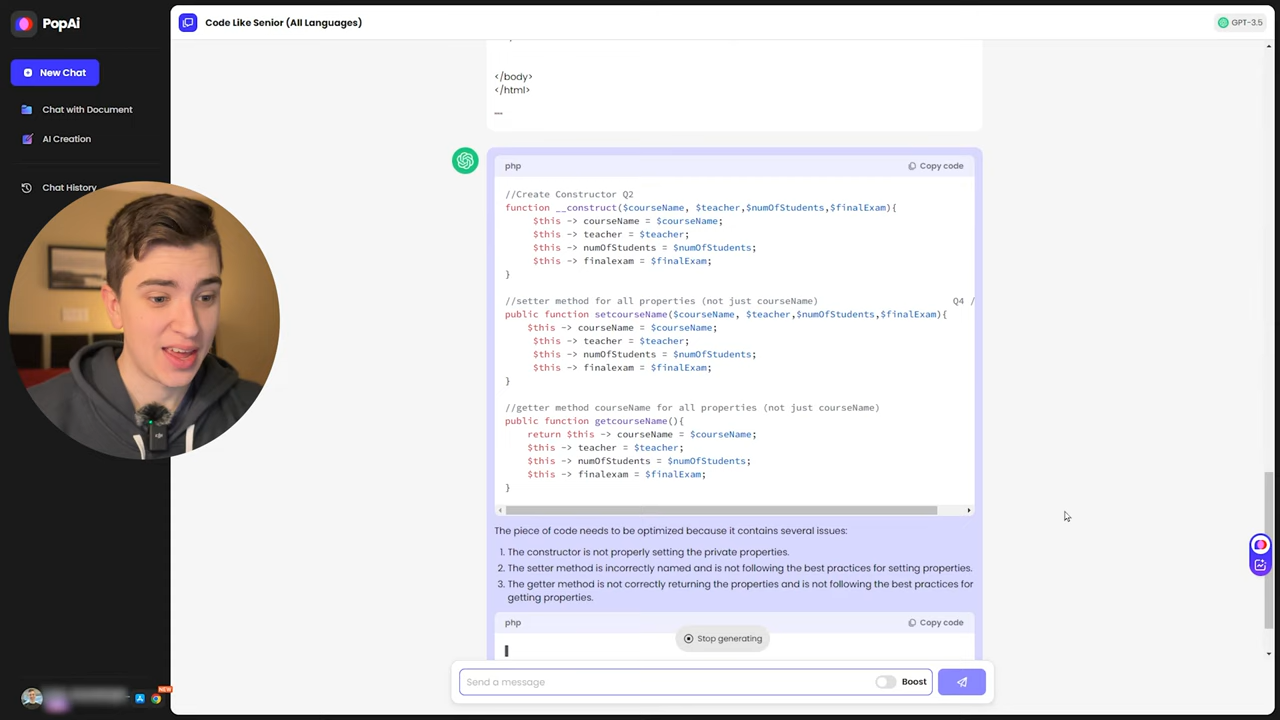 PopAi
Code Like Senior (All Languages)
GPT-3.5
New Chat
Chat with Document
AI Creation
Chat History
</body>
</html>
php
Copy code
//Create Constructor Q2
function __construct($courseName, $teacher,$numOfStudents,$finalExam){
$this -> courseName = $courseName;
$this -> teacher = $teacher;
$this -> numOfStudents = $numOfStudents;
$this -> finalexam = $finalExam;
}
//setter method for all properties (not just courseName) Q4 /
public function setcourseName($courseName, $teacher,$numOfStudents,$finalExam){
$this -> courseName = $courseName;
$this -> teacher = $teacher;
$this -> numOfStudents = $numOfStudents;
$this -> finalexam = $finalExam;
}
//getter method courseName for all properties (not just courseName)
public function getcourseName(){
return $this -> courseName = $courseName;
$this -> teacher = $teacher;
$this -> numOfStudents = $numOfStudents;
$this -> finalexam = $finalExam;
}
The piece of code needs to be optimized because it contains several issues:
1. The constructor is not properly setting the private properties.
2. The setter method is incorrectly named and is not following the best practices for setting properties.
3. The getter method is not correctly returning the properties and is not following the best practices for
getting properties.
php
Copy code
Stop generating
Send a message
Boost
NEW